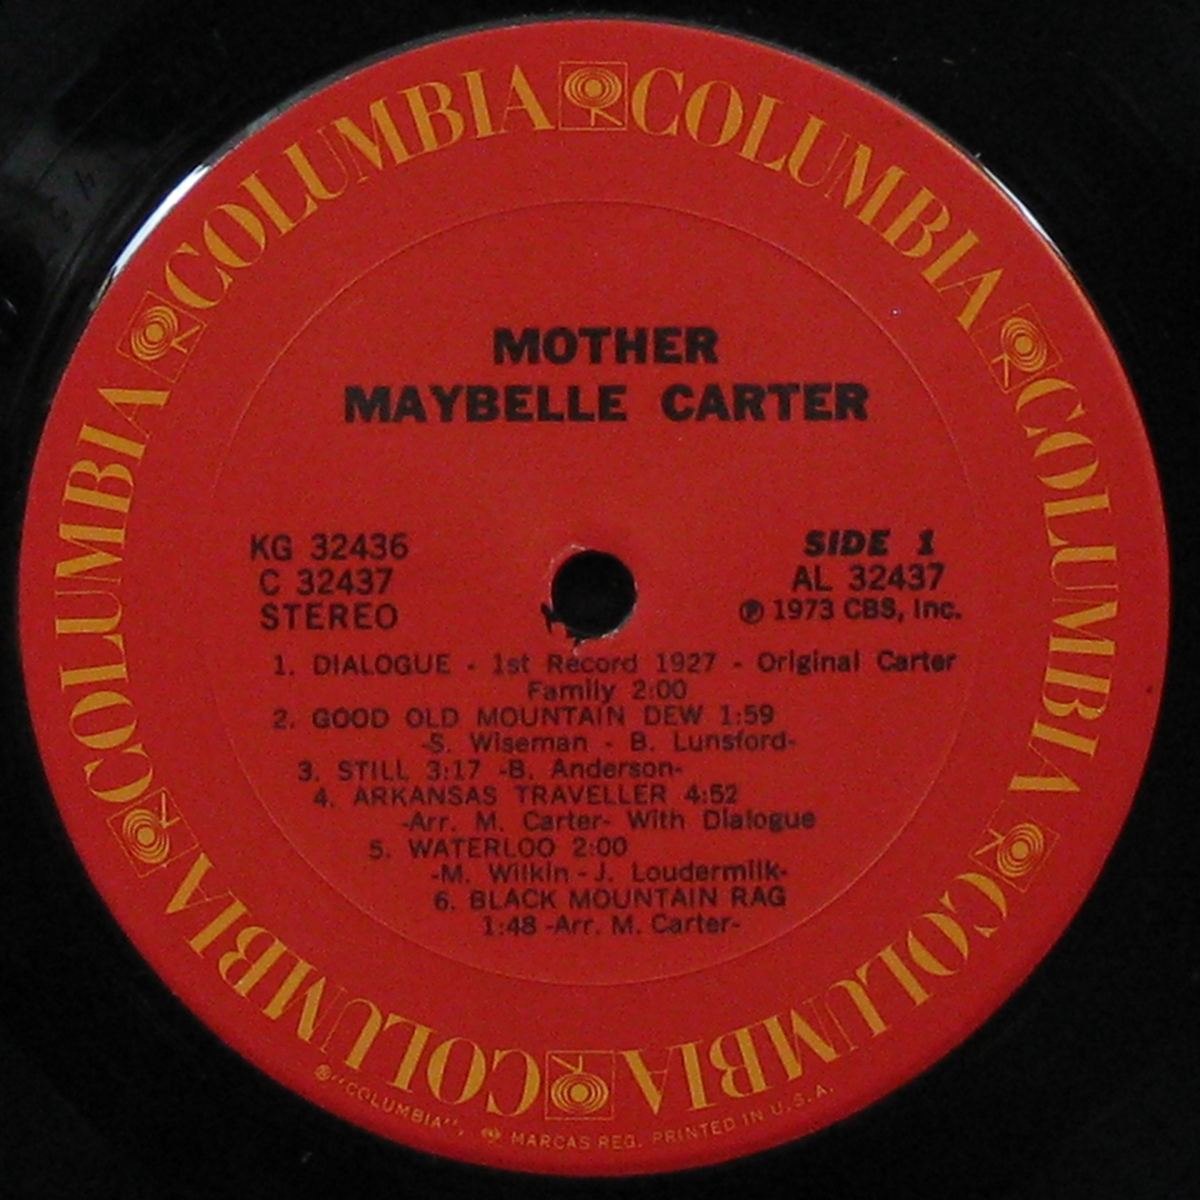 COLUMBIA COLUMBIA COLUMBIA COLUMBIA COLUMBIA COLUMBIA
MOTHER
MAYBELLE CARTER
KG 32436
C 32437
STEREO
SIDE 1
AL 32437
℗ 1973 CBS, Inc.
1. DIALOGUE - 1st Record 1927 - Original Carter
Family 2:00
2. GOOD OLD MOUNTAIN DEW 1:59
-S. Wiseman - B. Lunsford-
3. STILL 3:17 -B. Anderson-
4. ARKANSAS TRAVELLER 4:52
-Arr. M. Carter- With Dialogue
5. WATERLOO 2:00
-M. Wilkin - J. Loudermilk-
6. BLACK MOUNTAIN RAG
1:48 -Arr. M. Carter-
®"COLUMBIA", MARCAS REG. PRINTED IN U.S.A.